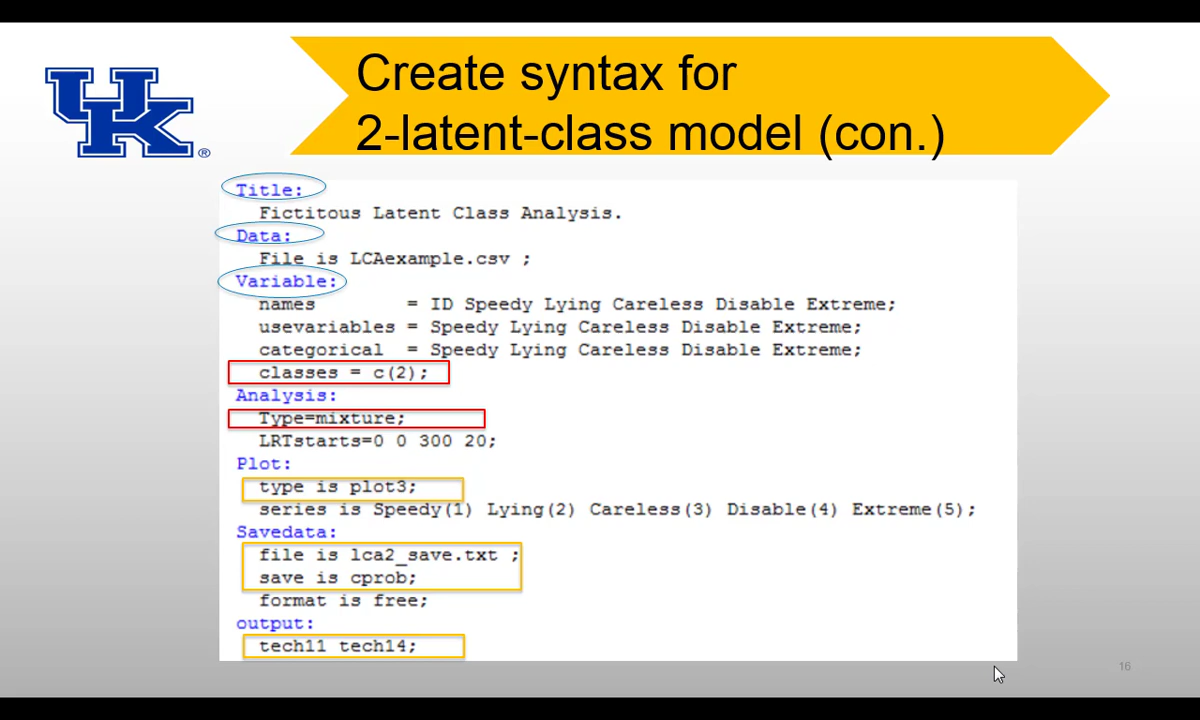 UK®
Create syntax for
2-latent-class model (con.)
Title:
Fictitous Latent Class Analysis.
Data:
File is LCAexample.csv ;
Variable:
names = ID Speedy Lying Careless Disable Extreme;
usevariables = Speedy Lying Careless Disable Extreme;
categorical = Speedy Lying Careless Disable Extreme;
classes = c(2);
Analysis:
Type=mixture;
LRTstarts=0 0 300 20;
Plot:
type is plot3;
series is Speedy(1) Lying(2) Careless(3) Disable(4) Extreme(5);
Savedata:
file is lca2_save.txt ;
save is cprob;
format is free;
output:
tech11 tech14;
16